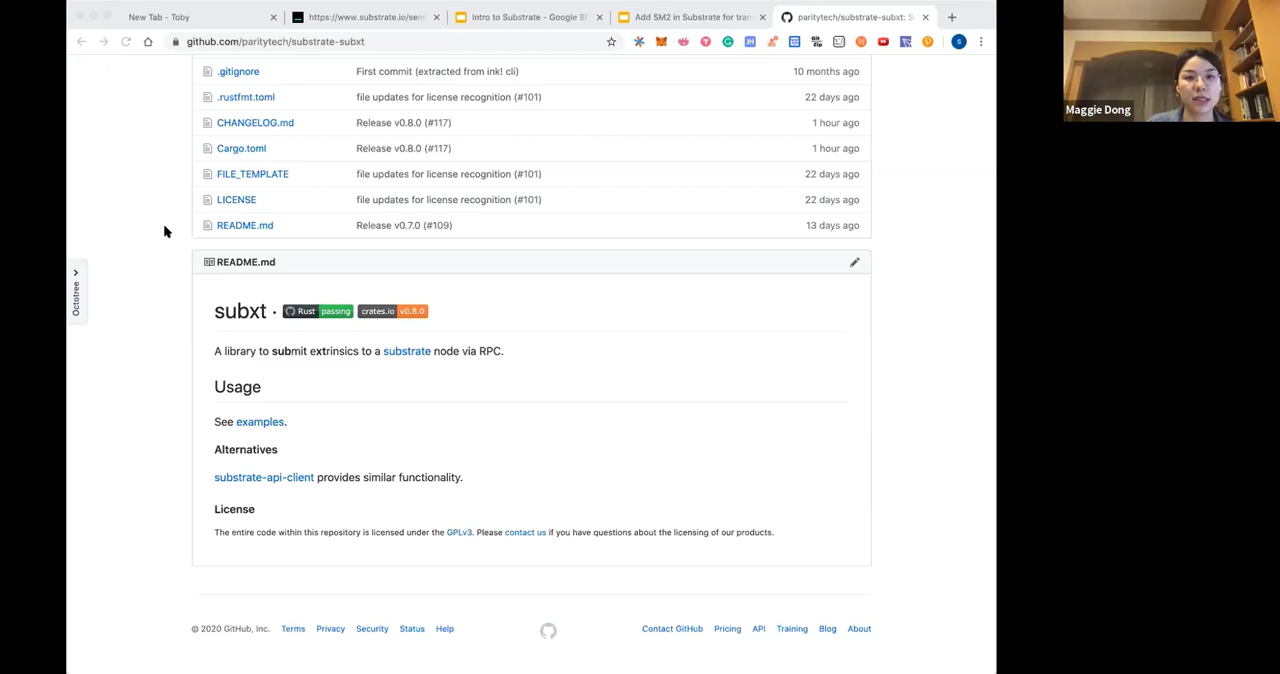 New Tab - Toby
https://www.substrate.io/sem
Intro to Substrate - Google Sl
Add SM2 in Substrate for tran
paritytech/substrate-subxt: S
github.com/paritytech/substrate-subxt
Maggie Dong
.gitignore First commit (extracted from ink! cli) 10 months ago
.rustfmt.toml file updates for license recognition (#101) 22 days ago
CHANGELOG.md Release v0.8.0 (#117) 1 hour ago
Cargo.toml Release v0.8.0 (#117) 1 hour ago
FILE_TEMPLATE file updates for license recognition (#101) 22 days ago
LICENSE file updates for license recognition (#101) 22 days ago
README.md Release v0.7.0 (#109) 13 days ago
Octotree
README.md
subxt · Rust passing crates.io v0.8.0
A library to submit extrinsics to a substrate node via RPC.
Usage
See examples.
Alternatives
substrate-api-client provides similar functionality.
License
The entire code within this repository is licensed under the GPLv3. Please contact us if you have questions about the licensing of our products.
© 2020 GitHub, Inc. Terms Privacy Security Status Help Contact GitHub Pricing API Training Blog About